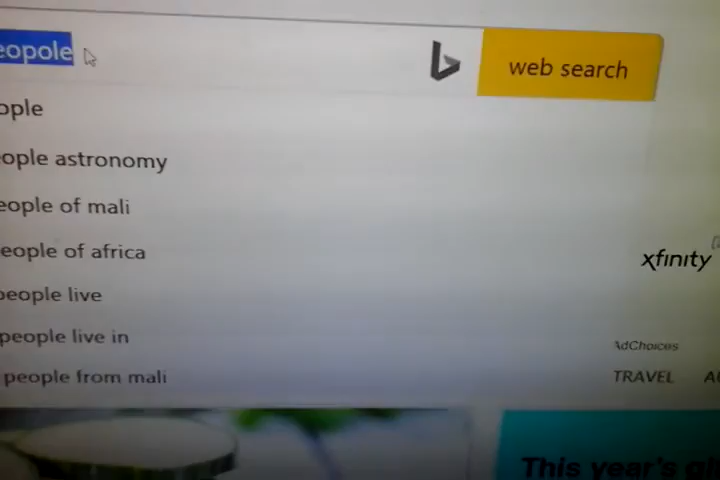 eopole
web search
ople
ople astronomy
eople of mali
eople of africa
people live
people live in
people from mali
xfinity
AdChoices
TRAVEL
This year's